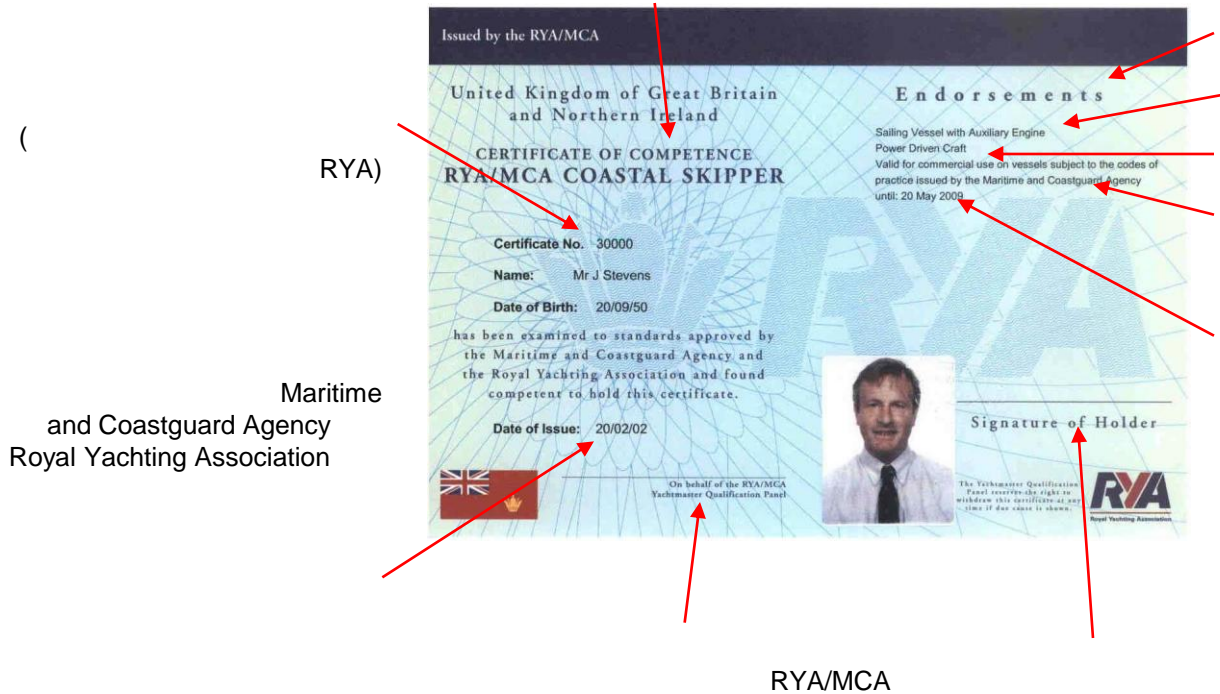 Issued by the RYA/MCA
United Kingdom of Great Britain
and Northern Ireland
CERTIFICATE OF COMPETENCE
RYA/MCA COASTAL SKIPPER
Certificate No. 30000
Name: Mr J Stevens
Date of Birth: 20/09/50
has been examined to standards approved by
the Maritime and Coastguard Agency and
the Royal Yachting Association and found
competent to hold this certificate.
Date of Issue: 20/02/02
On behalf of the RYA/MCA
Yachtmaster Qualification Panel
Endorsements
Sailing Vessel with Auxiliary Engine
Power Driven Craft
Valid for commercial use on vessels subject to the codes of
practice issued by the Maritime and Coastguard Agency
until: 20 May 2009
RYA
Signature of Holder
The Yachtmaster Qualification
Panel reserves the right to
withdraw this certificate at any
time if due cause is shown.
RYA
Royal Yachting Association
(
RYA)
Maritime
and Coastguard Agency
Royal Yachting Association
RYA/MCA